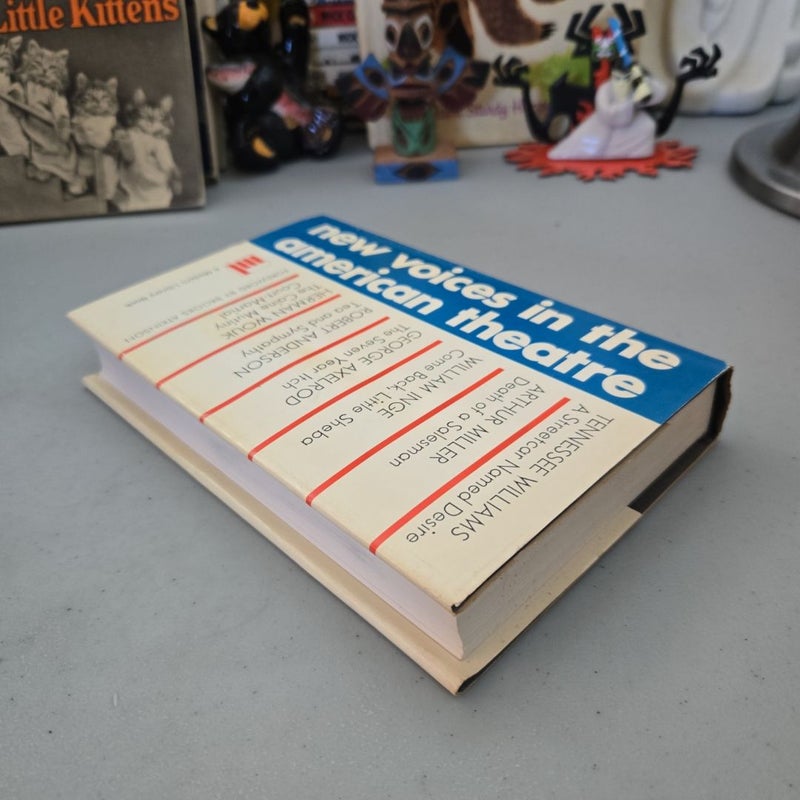 Little Kittens
new voices in the
american theatre
TENNESSEE WILLIAMS
A Streetcar Named Desire
ARTHUR MILLER
Death of a Salesman
WILLIAM INGE
Come Back, Little Sheba
GEORGE AXELROD
The Seven Year Itch
ROBERT ANDERSON
Tea and Sympathy
HERMAN WOUK
The Caine Mutiny
Court Martial
FOREWORD BY BROOKS ATKINSON
ml
A Modern Library Book